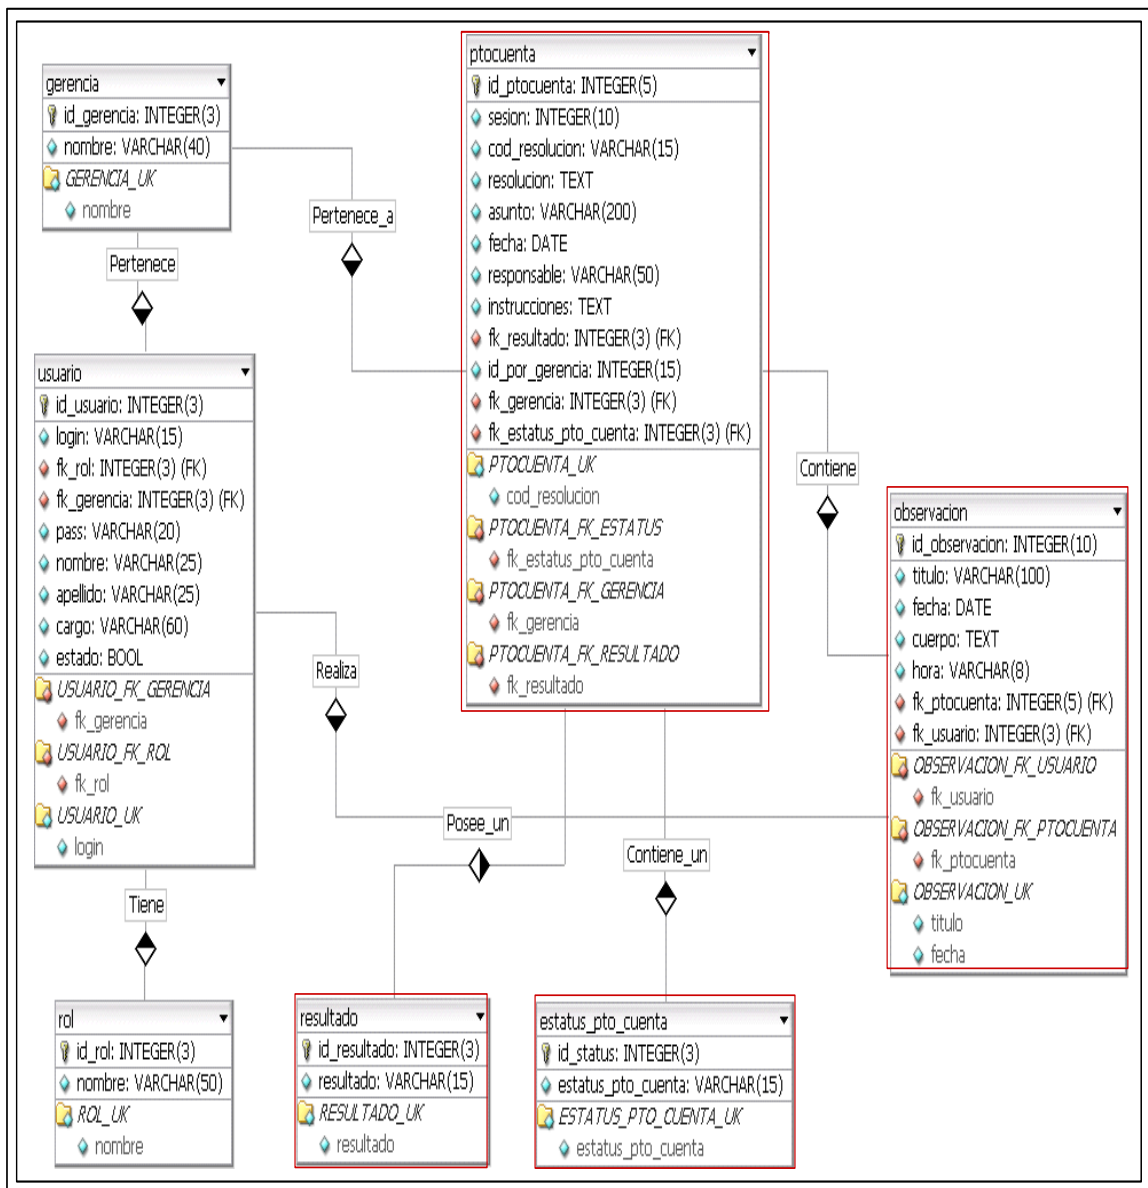 gerencia
id_gerencia: INTEGER(3)
nombre: VARCHAR(40)
GERENCIA_UK
nombre
Pertenece
Pertenece_a
ptocuenta
id_ptocuenta: INTEGER(5)
sesion: INTEGER(10)
cod_resolucion: VARCHAR(15)
resolucion: TEXT
asunto: VARCHAR(200)
fecha: DATE
responsable: VARCHAR(50)
instrucciones: TEXT
fk_resultado: INTEGER(3) (FK)
id_por_gerencia: INTEGER(15)
fk_gerencia: INTEGER(3) (FK)
fk_estatus_pto_cuenta: INTEGER(3) (FK)
PTOCUENTA_UK
cod_resolucion
PTOCUENTA_FK_ESTATUS
fk_estatus_pto_cuenta
PTOCUENTA_FK_GERENCIA
fk_gerencia
PTOCUENTA_FK_RESULTADO
fk_resultado
usuario
id_usuario: INTEGER(3)
login: VARCHAR(15)
fk_rol: INTEGER(3) (FK)
fk_gerencia: INTEGER(3) (FK)
pass: VARCHAR(20)
nombre: VARCHAR(25)
apellido: VARCHAR(25)
cargo: VARCHAR(60)
estado: BOOL
USUARIO_FK_GERENCIA
fk_gerencia
USUARIO_FK_ROL
fk_rol
USUARIO_UK
login
Contiene
Realiza
observacion
id_observacion: INTEGER(10)
titulo: VARCHAR(100)
fecha: DATE
cuerpo: TEXT
hora: VARCHAR(8)
fk_ptocuenta: INTEGER(5) (FK)
fk_usuario: INTEGER(3) (FK)
OBSERVACION_FK_USUARIO
fk_usuario
OBSERVACION_FK_PTOCUENTA
fk_ptocuenta
OBSERVACION_UK
titulo
fecha
Posee_un
Contiene_un
Tiene
rol
id_rol: INTEGER(3)
nombre: VARCHAR(50)
ROL_UK
nombre
resultado
id_resultado: INTEGER(3)
resultado: VARCHAR(15)
RESULTADO_UK
resultado
estatus_pto_cuenta
id_status: INTEGER(3)
estatus_pto_cuenta: VARCHAR(15)
ESTATUS_PTO_CUENTA_UK
estatus_pto_cuenta